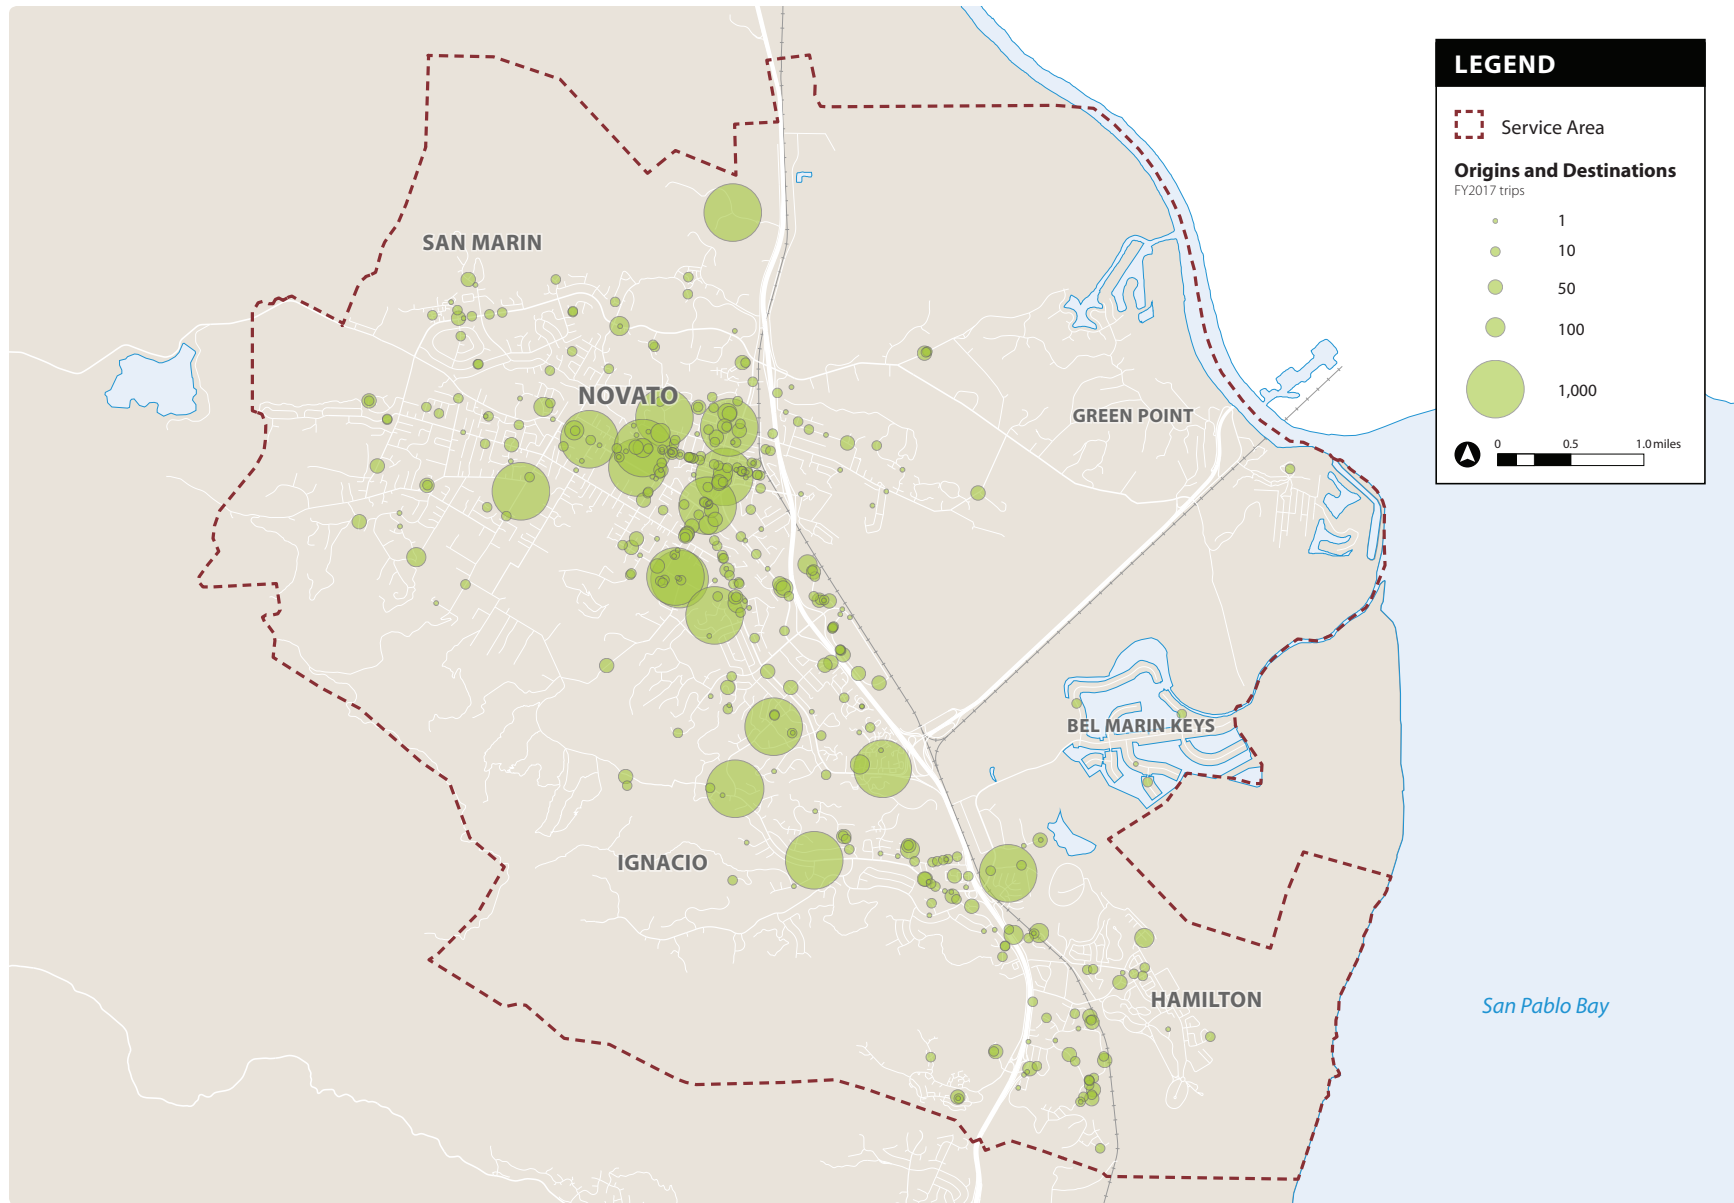 LEGEND
Service Area
Origins and Destinations
FY2017 trips
1
10
50
100
1,000
0 0.5 1.0 miles
SAN MARIN
NOVATO
GREEN POINT
BEL MARIN KEYS
IGNACIO
HAMILTON
San Pablo Bay